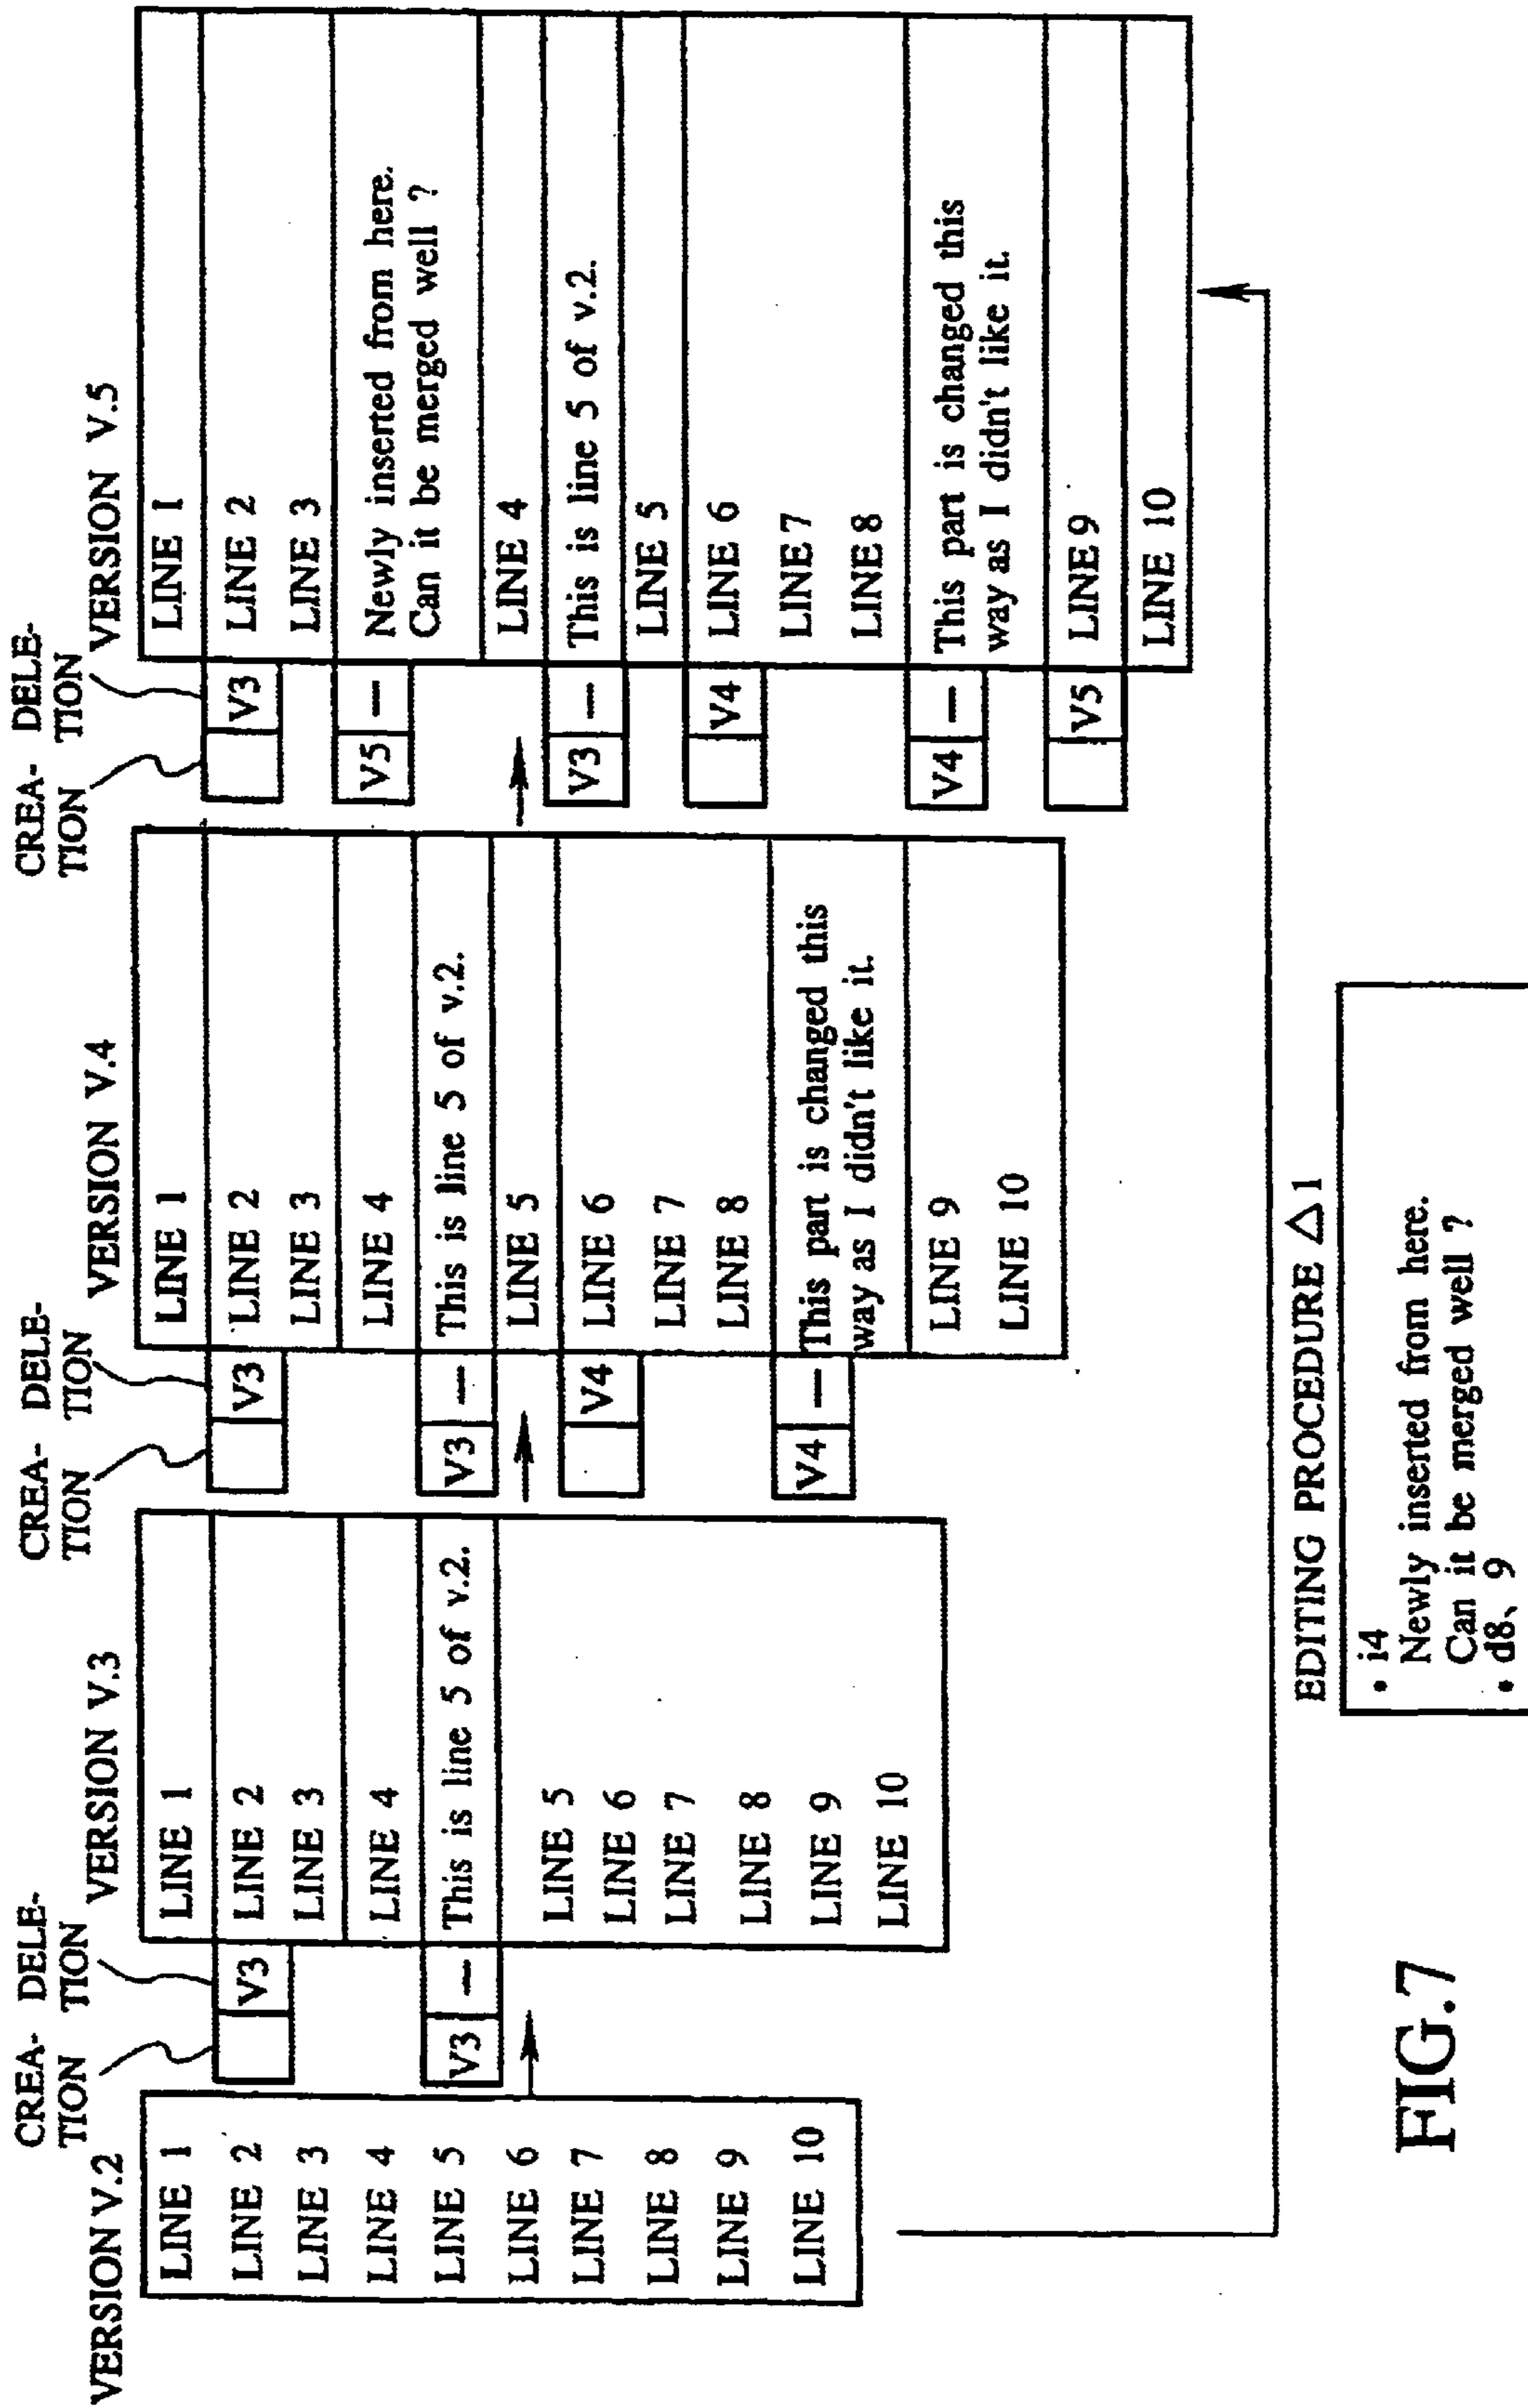 VERSION V.2
LINE 1
LINE 2
LINE 3
LINE 4
LINE 5
LINE 6
LINE 7
LINE 8
LINE 9
LINE 10
CREA-
TION
DELE-
TION
VERSION V.3
V3
V3 —
LINE 1
LINE 2
LINE 3
LINE 4
This is line 5 of v.2.
LINE 5
LINE 6
LINE 7
LINE 8
LINE 9
LINE 10
CREA-
TION
DELE-
TION
VERSION V.4
V3
V3 —
V4
V4 —
LINE 1
LINE 2
LINE 3
LINE 4
This is line 5 of v.2.
LINE 5
LINE 6
LINE 7
LINE 8
This part is changed this
way as I didn't like it.
LINE 9
LINE 10
CREA-
TION
DELE-
TION
VERSION V.5
V3
V5 —
V3 —
V4
V4 —
V5
LINE 1
LINE 2
LINE 3
Newly inserted from here.
Can it be merged well ?
LINE 4
This is line 5 of v.2.
LINE 5
LINE 6
LINE 7
LINE 8
This part is changed this
way as I didn't like it.
LINE 9
LINE 10
EDITING PROCEDURE △1
• i4
Newly inserted from here.
Can it be merged well ?
• d8、9
FIG.7